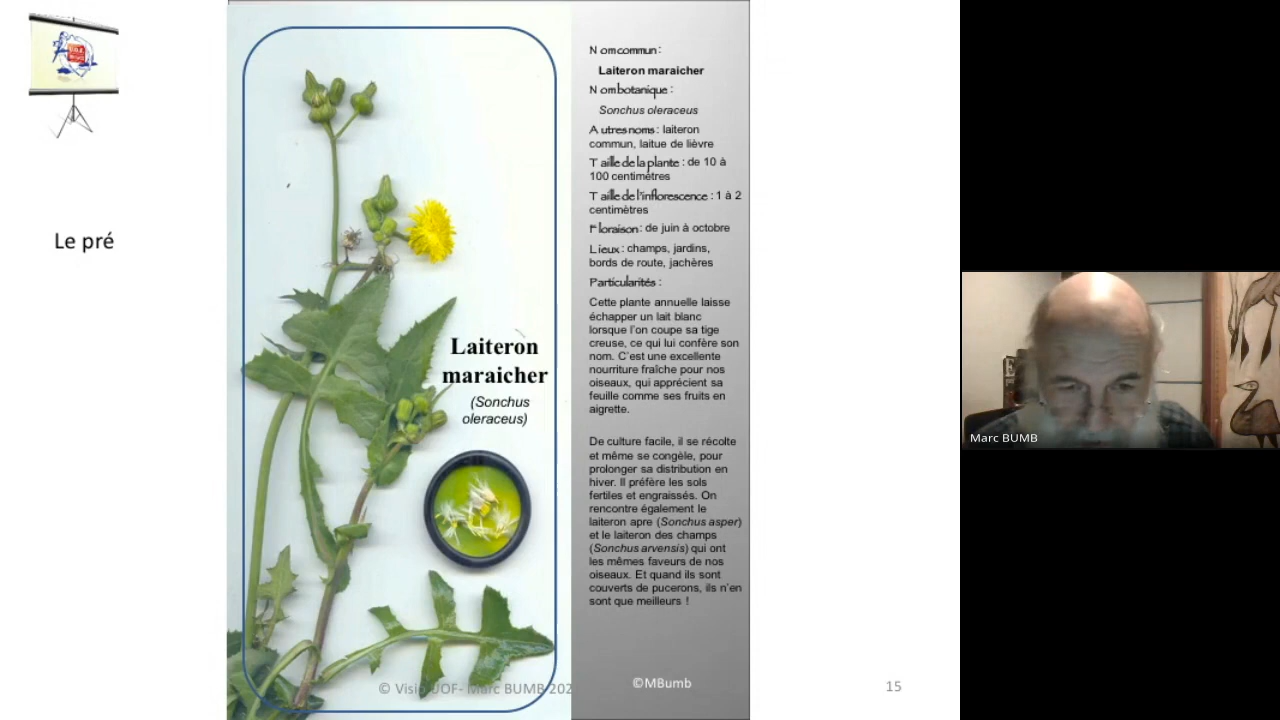 Le pré
Laiteron
maraicher
(Sonchus
oleraceus)
Nom commun :
Laiteron maraicher
Nom botanique :
Sonchus oleraceus
Autres noms : laiteron
commun, laitue de lièvre
Taille de la plante : de 10 à
100 centimètres
Taille de l'inflorescence : 1 à 2
centimètres
Floraison : de juin à octobre
Lieux : champs, jardins,
bords de route, jachères
Particularités :
Cette plante annuelle laisse
échapper un lait blanc
lorsque l'on coupe sa tige
creuse, ce qui lui confère son
nom. C'est une excellente
nourriture fraîche pour nos
oiseaux, qui apprécient sa
feuille comme ses fruits en
aigrette.
De culture facile, il se récolte
et même se congèle, pour
prolonger sa distribution en
hiver. Il préfère les sols
fertiles et engraissés. On
rencontre également le
laiteron apre (Sonchus asper)
et le laiteron des champs
(Sonchus arvensis) qui ont
les mêmes faveurs de nos
oiseaux. Et quand ils sont
couverts de pucerons, ils n'en
sont que meilleurs !
©MBumb
© Visio UOF- Marc BUMB 202
15
Marc BUMB